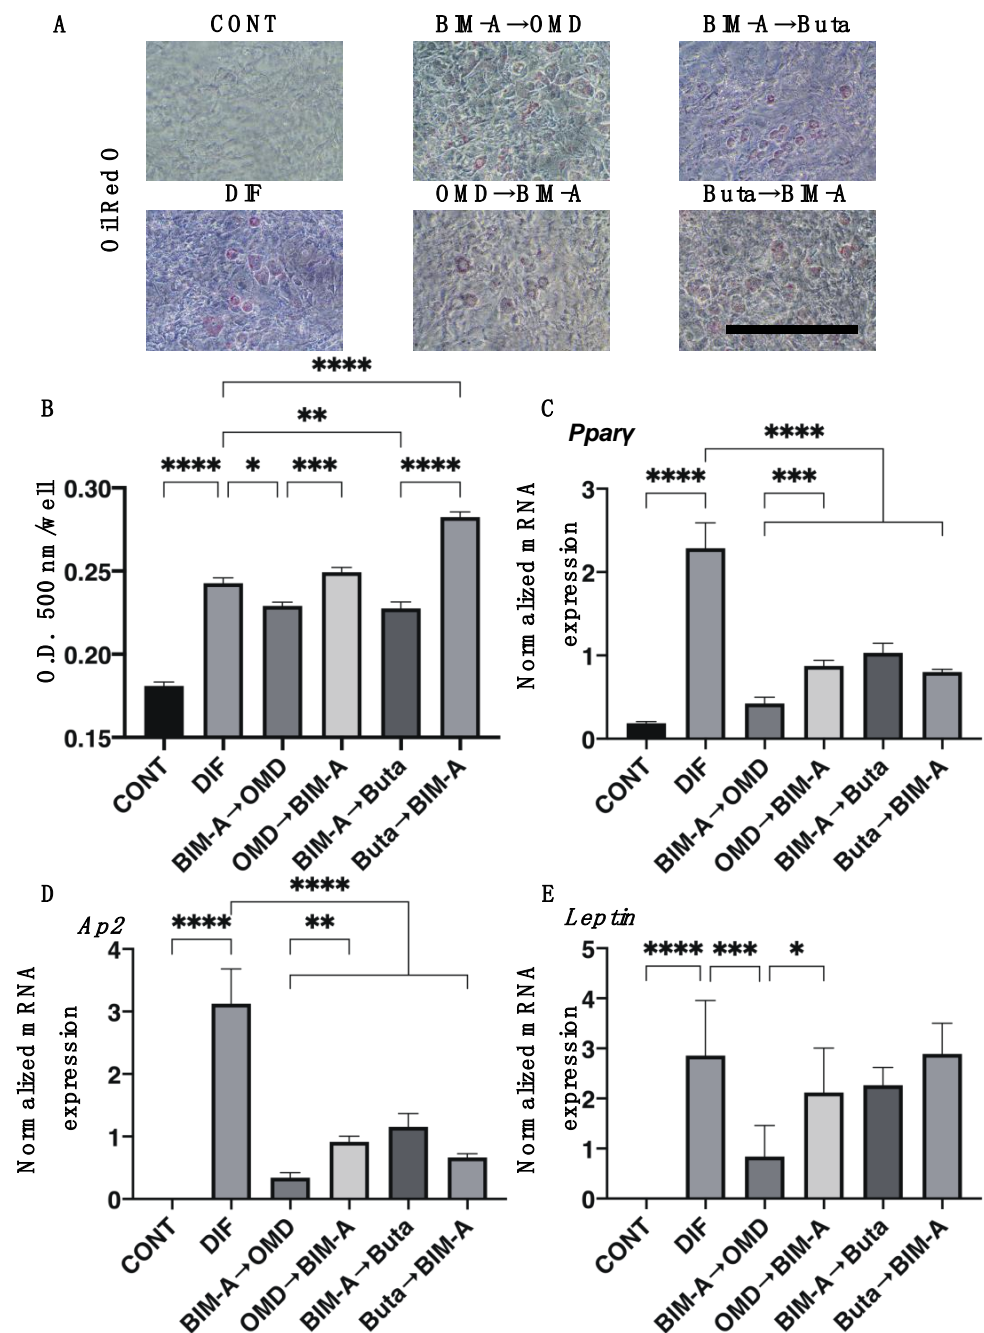 A
CONT
BIM-A→OMD
BIM-A→Buta
Oil Red O
DIF
OMD→BIM-A
Buta→BIM-A
B
****
**
**** * *** ****
O.D. 500 nm/well
0.30
0.25
0.20
0.15
CONT
DIF
BIM-A→OMD
OMD→BIM-A
BIM-A→Buta
Buta→BIM-A
C
Pparγ
****
**** ***
Normalized mRNA
expression
3
2
1
0
CONT
DIF
BIM-A→OMD
OMD→BIM-A
BIM-A→Buta
Buta→BIM-A
D
Ap2
****
**** **
Normalized mRNA
expression
4
3
2
1
0
CONT
DIF
BIM-A→OMD
OMD→BIM-A
BIM-A→Buta
Buta→BIM-A
E
Leptin
**** *** *
Normalized mRNA
expression
5
4
3
2
1
0
CONT
DIF
BIM-A→OMD
OMD→BIM-A
BIM-A→Buta
Buta→BIM-A